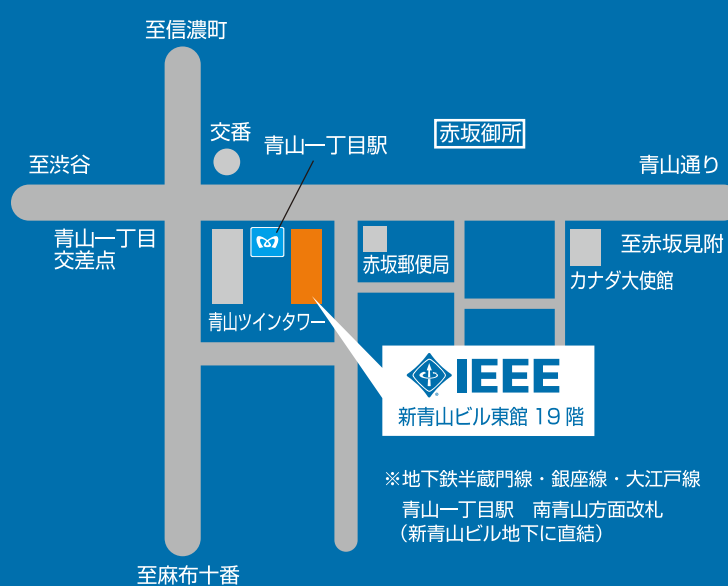 至信濃町
交番
青山一丁目駅
赤坂御所
至渋谷
青山通り
青山一丁目
交差点
至赤坂見附
赤坂郵便局
カナダ大使館
青山ツインタワー
IEEE
新青山ビル東館 19 階
※地下鉄半蔵門線・銀座線・大江戸線
青山一丁目駅　南青山方面改札
（新青山ビル地下に直結）
至麻布十番